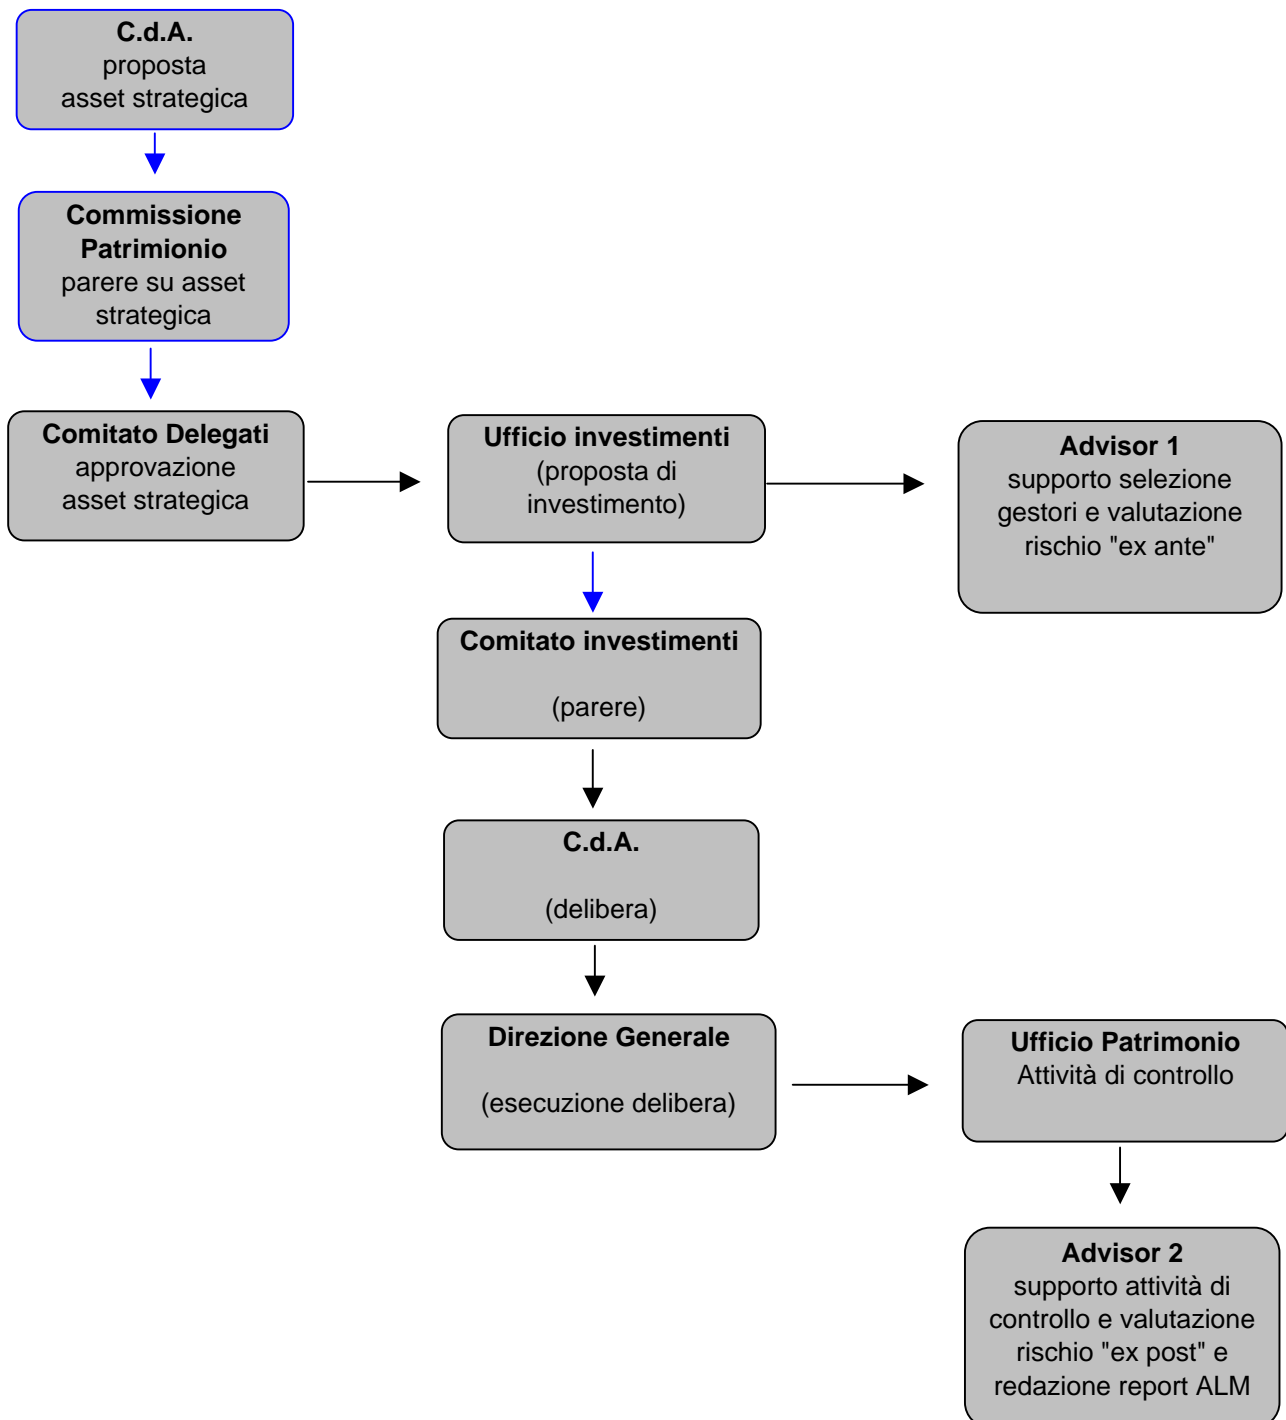 C.d.A.
proposta
asset strategica
Commissione
Patrimionio
parere su asset
strategica
Comitato Delegati
approvazione
asset strategica
Ufficio investimenti
(proposta di
investimento)
Advisor 1
supporto selezione
gestori e valutazione
rischio "ex ante"
Comitato investimenti
(parere)
C.d.A.
(delibera)
Direzione Generale
(esecuzione delibera)
Ufficio Patrimonio
Attività di controllo
Advisor 2
supporto attività di
controllo e valutazione
rischio "ex post" e
redazione report ALM